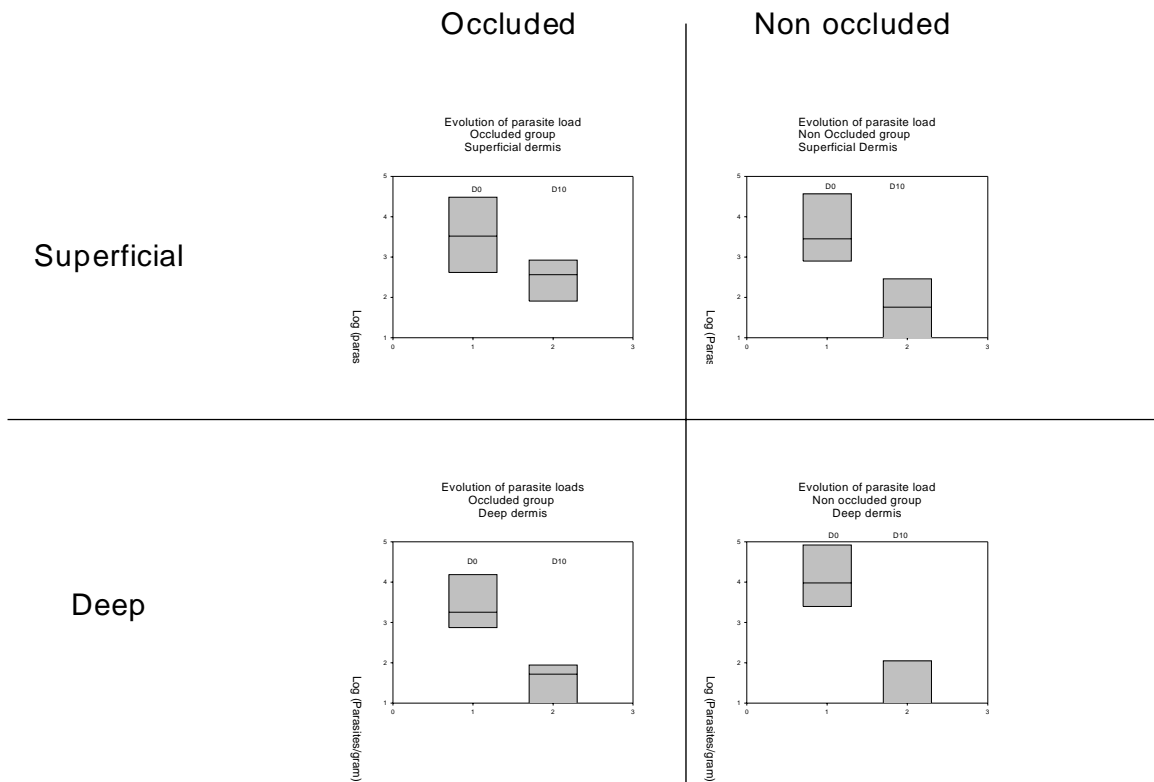 Occluded
Non occluded
Superficial
Evolution of parasite load
Occluded group
Superficial dermis
D0
D10
5
4
3
2
1
0
1
2
3
Log (paras
Evolution of parasite load
Non Occluded group
Superficial Dermis
D0
D10
5
4
3
2
1
0
1
2
3
Log (Paras
Deep
Evolution of parasite loads
Occluded group
Deep dermis
D0
D10
5
4
3
2
1
0
1
2
3
Log (Parasites/gram)
Evolution of parasite load
Non occluded group
Deep dermis
D0
D10
5
4
3
2
1
0
1
2
3
Log (Parasites/gram)